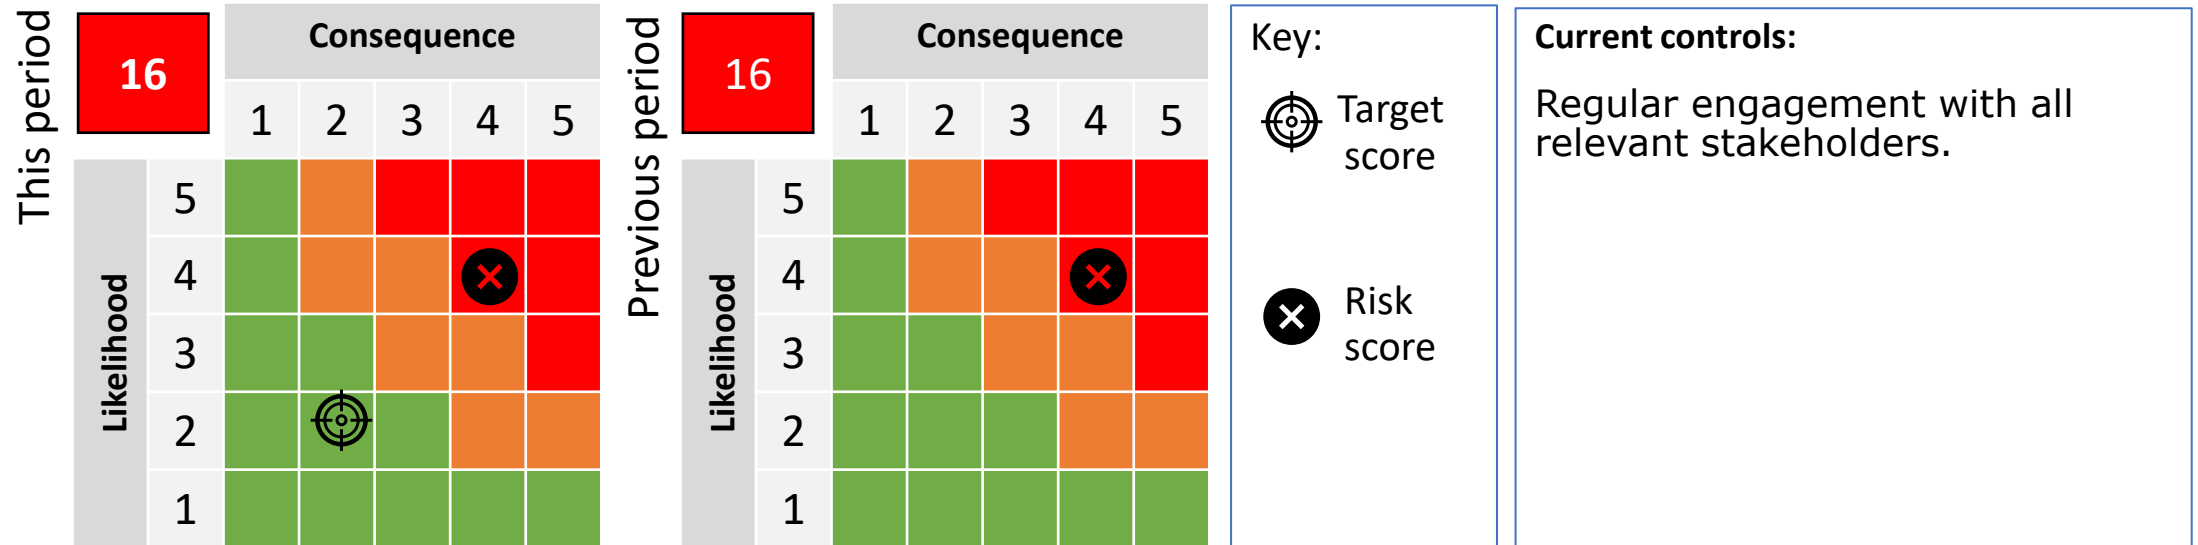 This period
16
Consequence
1 2 3 4 5
Likelihood
5
4
3
2
1
Previous period
16
Consequence
1 2 3 4 5
Likelihood
5
4
3
2
1
Key:
Target
score
Risk
score
Current controls:
Regular engagement with all
relevant stakeholders.